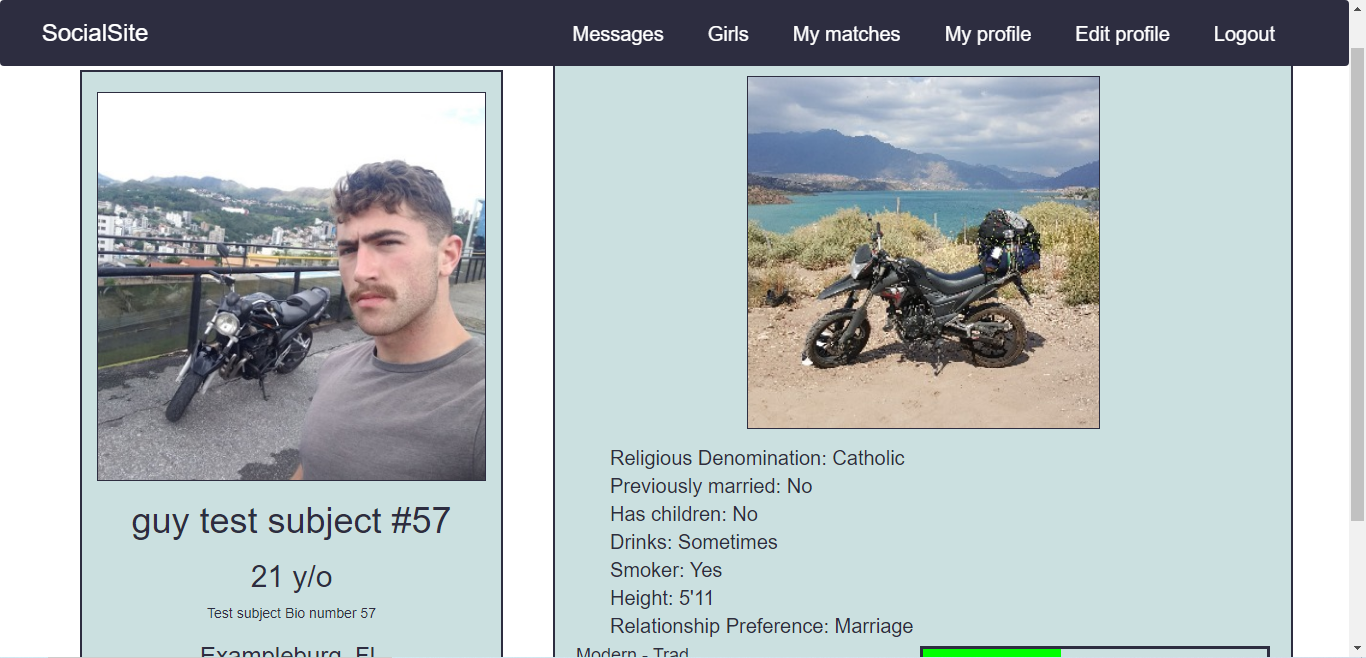 SocialSite
Messages Girls My matches My profile Edit profile Logout
guy test subject #57
21 y/o
Test subject Bio number 57
Exampleburg, FL
Religious Denomination: Catholic
Previously married: No
Has children: No
Drinks: Sometimes
Smoker: Yes
Height: 5'11
Relationship Preference: Marriage
Modern - Trad